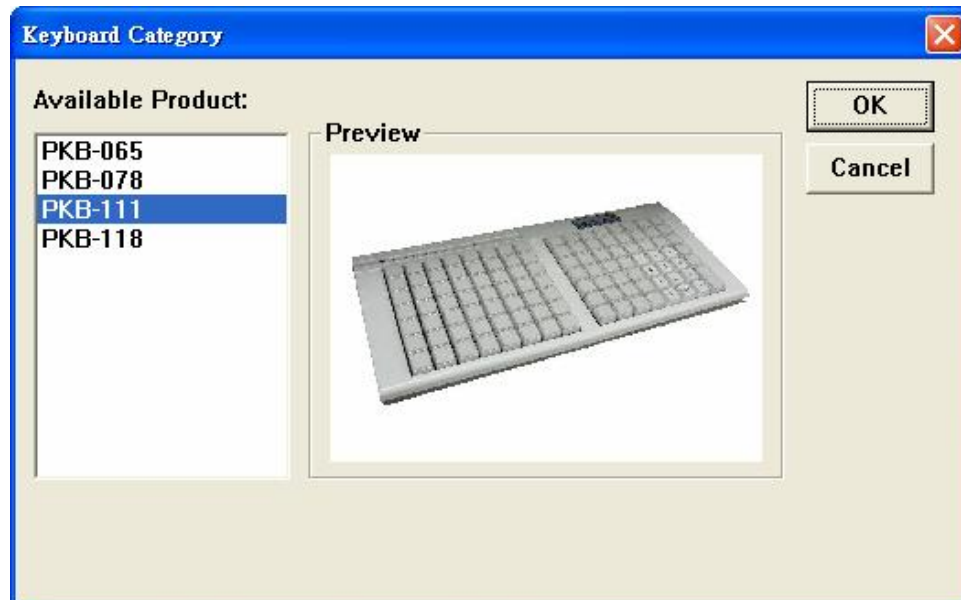 Keyboard Category
Available Product:
PKB-065
PKB-078
PKB-111
PKB-118
Preview
OK
Cancel